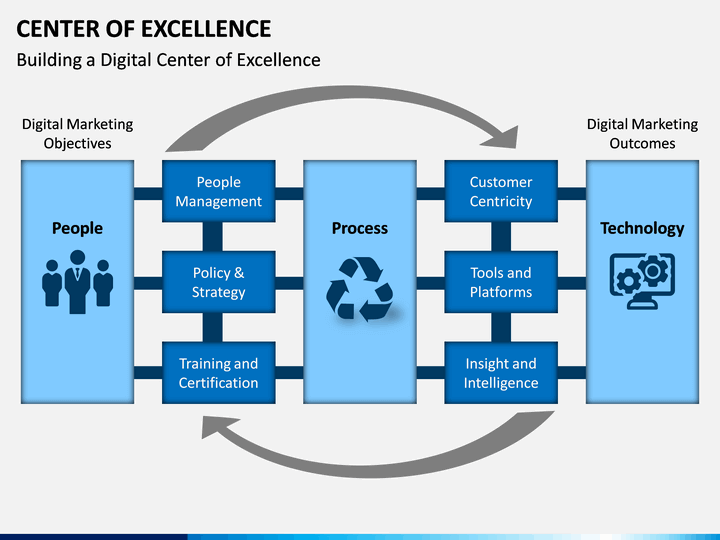 CENTER OF EXCELLENCE
Building a Digital Center of Excellence
Digital Marketing
Objectives
Digital Marketing
Outcomes
People
People
Management
Policy &
Strategy
Training and
Certification
Process
Customer
Centricity
Tools and
Platforms
Insight and
Intelligence
Technology